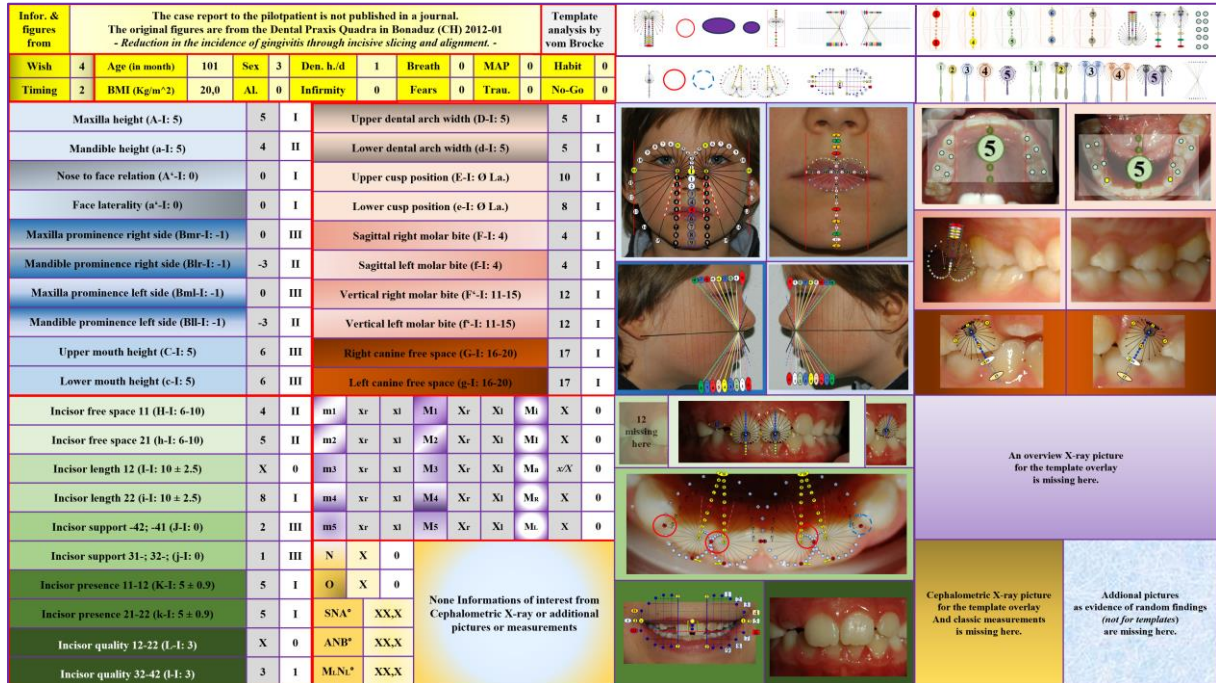 Infor. &
figures
from
The case report to the pilotpatient is not published in a journal.
The original figures are from the Dental Praxis Quadra in Bonaduz (CH) 2012-01
- Reduction in the incidence of gingivitis through incisive slicing and alignment. -
Template
analysis by
vom Brocke
Wish 4 Age (in month) 101 Sex 3 Den. h./d 1 Breath 0 MAP 0 Habit 0
Timing 2 BMI (Kg/m^2) 20,0 Al. 0 Infirmity 0 Fears 0 Trau. 0 No-Go 0
Maxilla height (A-I: 5) 5 I Upper dental arch width (D-I: 5) 5 I
Mandible height (a-I: 5) 4 II Lower dental arch width (d-I: 5) 5 I
Nose to face relation (A‘-I: 0) 0 I Upper cusp position (E-I: Ø La.) 10 I
Face laterality (a‘-I: 0) 0 I Lower cusp position (e-I: Ø La.) 8 I
Maxilla prominence right side (Bmr-I: -1) 0 III Sagittal right molar bite (F-I: 4) 4 I
Mandible prominence right side (Blr-I: -1) -3 II Sagittal left molar bite (f-I: 4) 4 I
Maxilla prominence left side (Bml-I: -1) 0 III Vertical right molar bite (F‘-I: 11-15) 12 I
Mandible prominence left side (Bll-I: -1) -3 II Vertical left molar bite (f‘-I: 11-15) 12 I
Upper mouth height (C-I: 5) 6 III Right canine free space (G-I: 16-20) 17 I
Lower mouth height (c-I: 5) 6 III Left canine free space (g-I: 16-20) 17 I
Incisor free space 11 (H-I: 6-10) 4 II m1 xr xl M1 Xr Xl Mi X 0
Incisor free space 21 (h-I: 6-10) 5 II m2 xr xl M2 Xr Xl MI X 0
Incisor length 12 (I-I: 10 ± 2.5) X 0 m3 xr xl M3 Xr Xl Ma x/X 0
Incisor length 22 (i-I: 10 ± 2.5) 8 I m4 xr xl M4 Xr Xl MR X 0
Incisor support -42; -41 (J-I: 0) 2 III m5 xr xl M5 Xr Xl ML X 0
Incisor support 31-; 32-; (j-I: 0) 1 III N X 0
Incisor presence 11-12 (K-I: 5 ± 0.9) 5 I O X 0
Incisor presence 21-22 (k-I: 5 ± 0.9) 5 I SNA° XX,X
Incisor quality 12-22 (L-I: 3) X 0 ANB° XX,X
Incisor quality 32-42 (l-I: 3) 3 1 MLNL° XX,X
None Informations of interest from
Cephalometric X-ray or additional
pictures or measurements
5
5
12
missing
here
An overview X-ray picture
for the template overlay
is missing here.
Cephalometric X-ray picture
for the template overlay
And classic measurements
is missing here.
Addional pictures
as evidence of random findings
(not for templates)
are missing here.